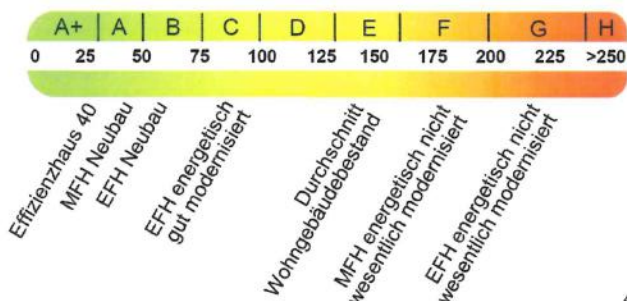 A+ A B C D E F G H
0 25 50 75 100 125 150 175 200 225 >250
Effizienzhaus 40
MFH Neubau
EFH Neubau
EFH energetisch
gut modernisiert
Durchschnitt
Wohngebäudebestand
MFH energetisch nicht
wesentlich modernisiert
EFH energetisch nicht
wesentlich modernisiert